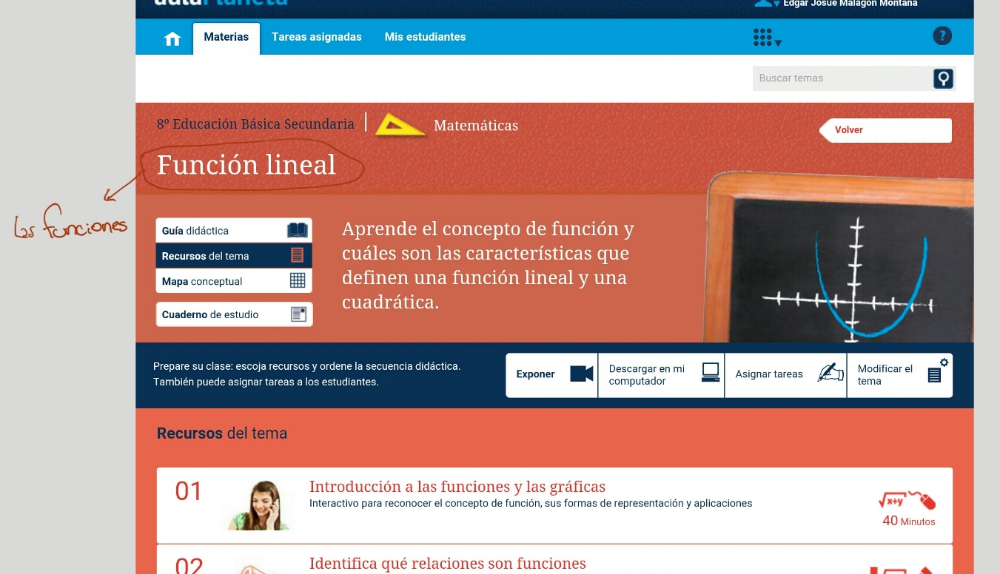 aulaPlaneta
Edgar Josué Malagón Montaña
Materias
Tareas asignadas
Mis estudiantes
?
Buscar temas
8º Educación Básica Secundaria
Matemáticas
Volver
Función lineal
las funciones
Guía didáctica
Recursos del tema
Mapa conceptual
Cuaderno de estudio
Aprende el concepto de función y
cuáles son las características que
definen una función lineal y una
cuadrática.
Prepare su clase: escoja recursos y ordene la secuencia didáctica.
También puede asignar tareas a los estudiantes.
Exponer
Descargar en mi
computador
Asignar tareas
Modificar el
tema
Recursos del tema
01
Introducción a las funciones y las gráficas
Interactivo para reconocer el concepto de función, sus formas de representación y aplicaciones
√x+y
40 Minutos
02
Identifica qué relaciones son funciones